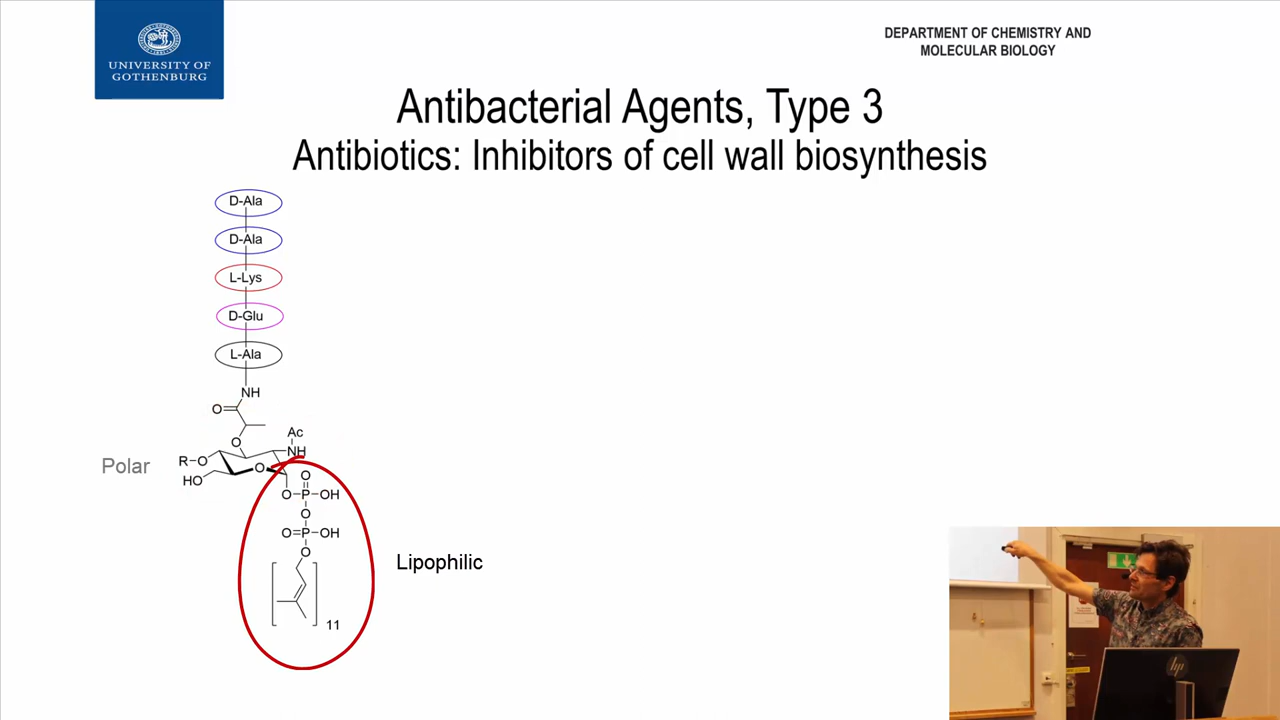 UNIVERSITY OF
GOTHENBURG
DEPARTMENT OF CHEMISTRY AND
MOLECULAR BIOLOGY
Antibacterial Agents, Type 3
Antibiotics: Inhibitors of cell wall biosynthesis
D-Ala
D-Ala
L-Lys
D-Glu
L-Ala
NH
O
Ac
O
NH
Polar
R-O
O
O
HO
O-P-OH
O
O=P-OH
O
Lipophilic
11
hp